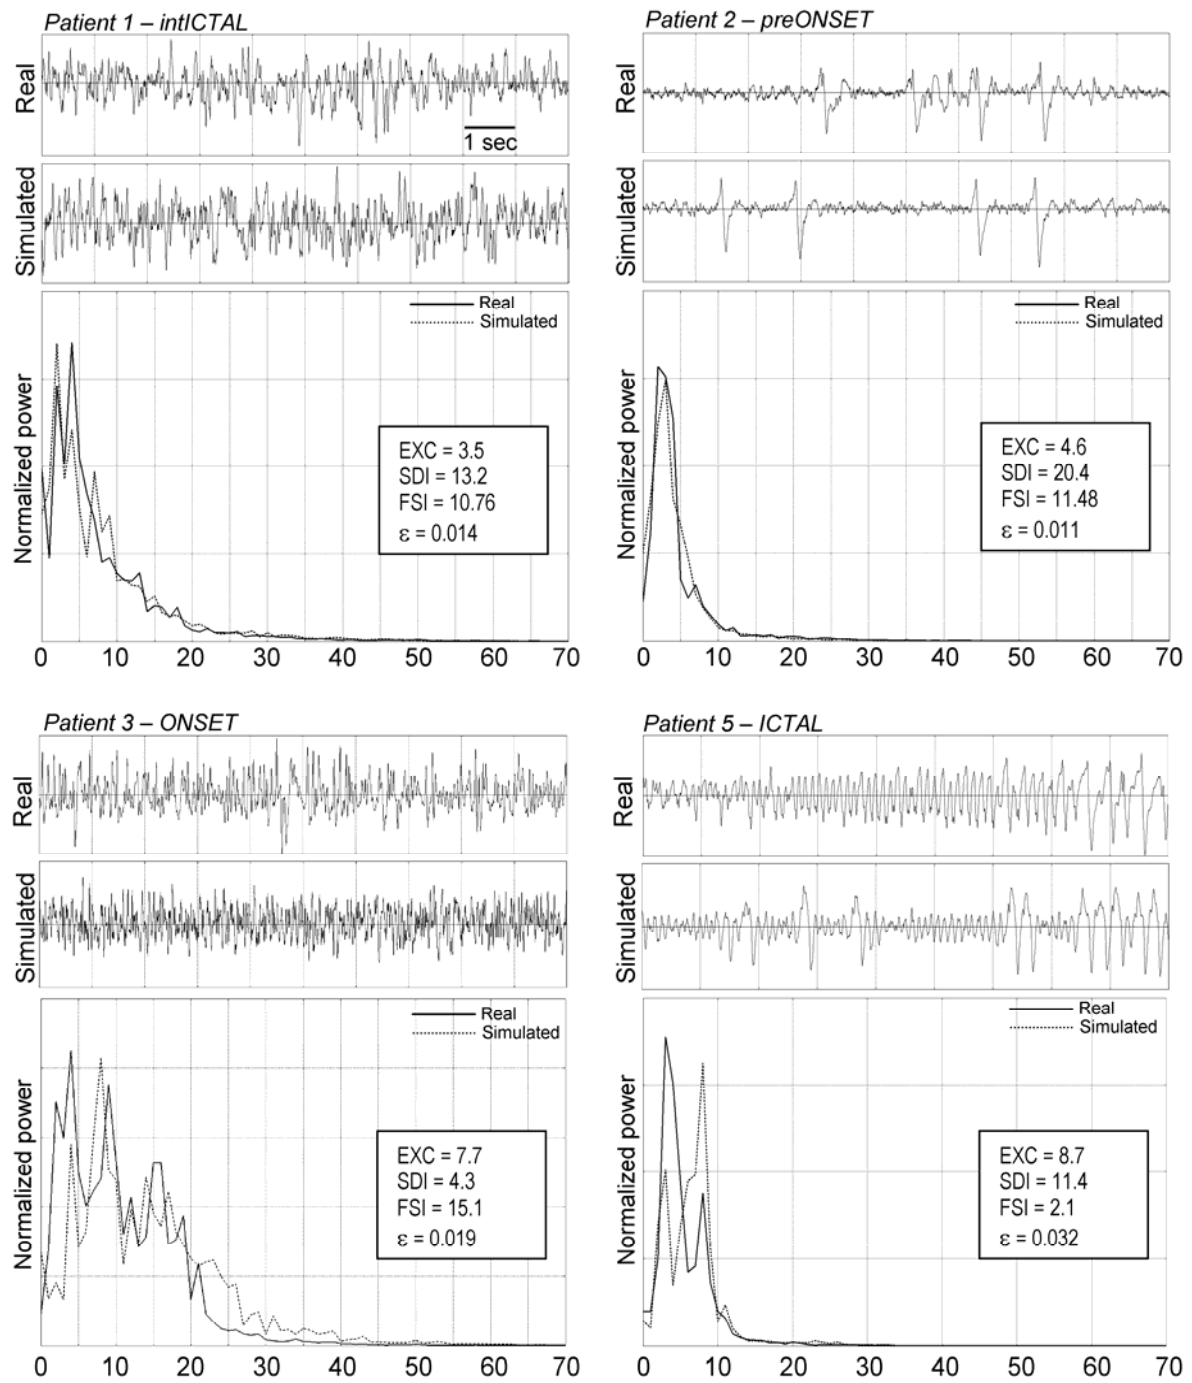 Patient 1 – intICTAL
Real
1 sec
Simulated
Real
Simulated
Normalized power
EXC = 3.5
SDI = 13.2
FSI = 10.76
ε = 0.014
0 10 20 30 40 50 60 70
Patient 2 – preONSET
Real
Simulated
Real
Simulated
Normalized power
EXC = 4.6
SDI = 20.4
FSI = 11.48
ε = 0.011
0 10 20 30 40 50 60 70
Patient 3 – ONSET
Real
Simulated
Real
Simulated
Normalized power
EXC = 7.7
SDI = 4.3
FSI = 15.1
ε = 0.019
0 10 20 30 40 50 60 70
Patient 5 – ICTAL
Real
Simulated
Real
Simulated
Normalized power
EXC = 8.7
SDI = 11.4
FSI = 2.1
ε = 0.032
0 10 20 30 40 50 60 70